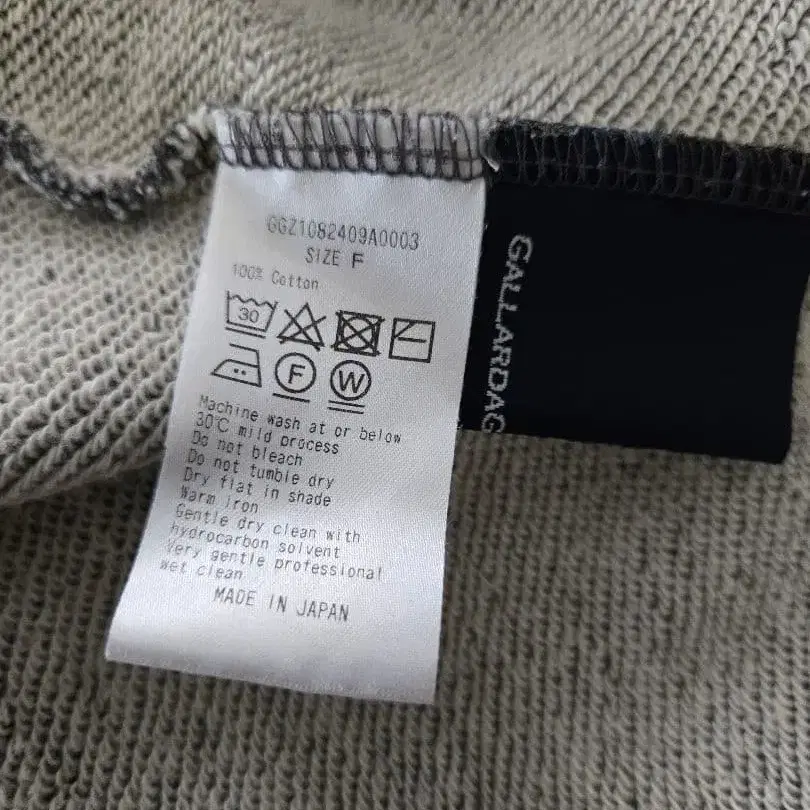 GGZ1082409A0003
SIZE F
100% Cotton
30
F W
Machine wash at or below
30℃ mild process
Do not bleach
Do not tumble dry
Dry flat in shade
Warm iron
Gentle dry clean with
hydrocarbon solvent
Very gentle professional
wet clean
MADE IN JAPAN
GALLARDAG